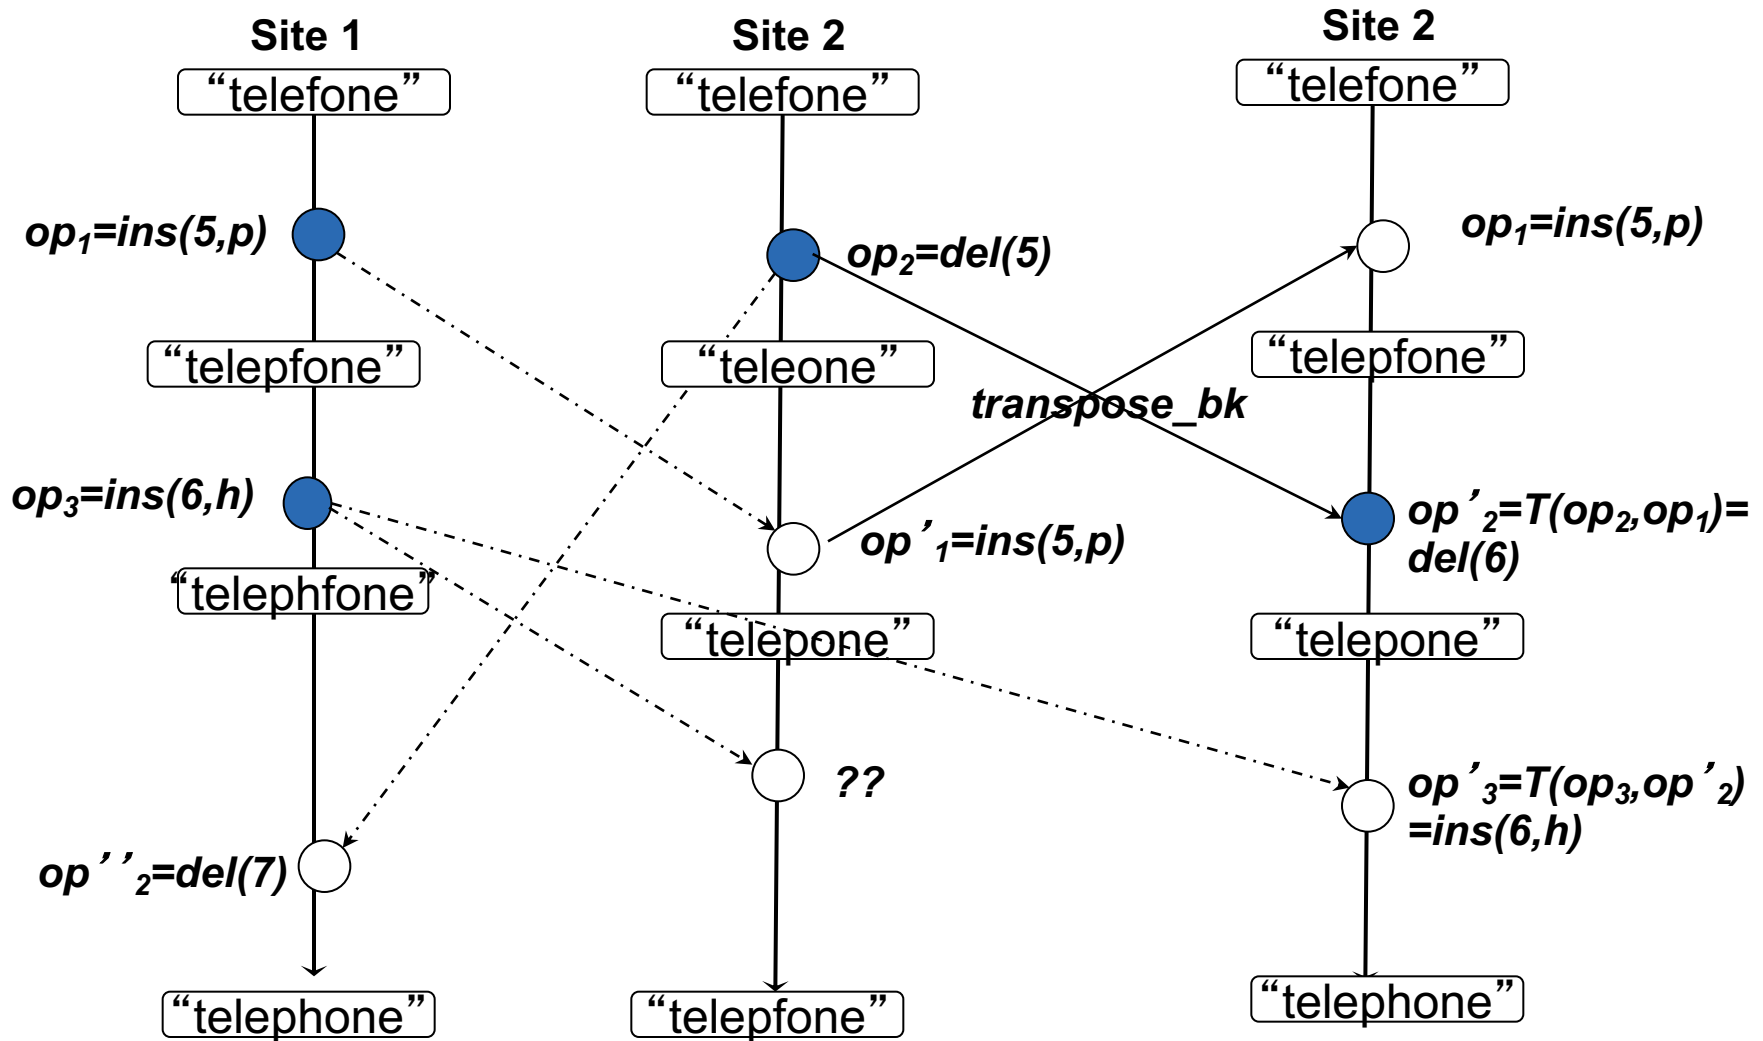 Site 1
Site 2
Site 2
“telefone”
“telefone”
“telefone”
op1=ins(5,p)
op2=del(5)
op1=ins(5,p)
“telepfone”
“teleone”
“telepfone”
transpose_bk
op3=ins(6,h)
op′1=ins(5,p)
op′2=T(op2,op1)=
del(6)
“telephfone”
“telepone”
“telepone”
??
op′3=T(op3,op′2)
=ins(6,h)
op′′2=del(7)
“telephone”
“telepfone”
“telephone”